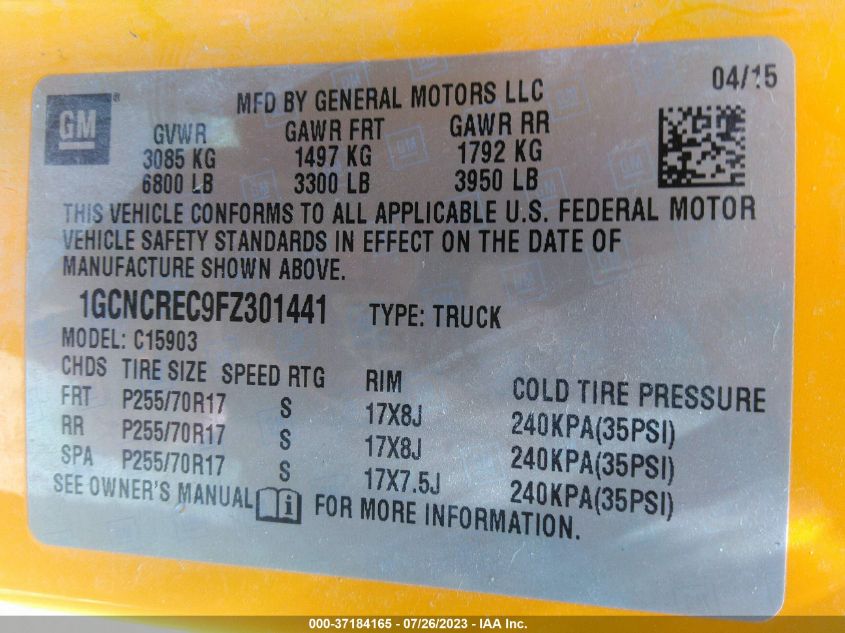 GM
MFD BY GENERAL MOTORS LLC 04/15
GVWR GAWR FRT GAWR RR
3085 KG 1497 KG 1792 KG
6800 LB 3300 LB 3950 LB
THIS VEHICLE CONFORMS TO ALL APPLICABLE U.S. FEDERAL MOTOR
VEHICLE SAFETY STANDARDS IN EFFECT ON THE DATE OF
MANUFACTURE SHOWN ABOVE.
1GCNCREC9FZ301441 TYPE: TRUCK
MODEL: C15903
CHDS TIRE SIZE SPEED RTG RIM COLD TIRE PRESSURE
FRT P255/70R17 S 17X8J 240KPA(35PSI)
RR P255/70R17 S 17X8J 240KPA(35PSI)
SPA P255/70R17 S 17X7.5J 240KPA(35PSI)
SEE OWNER'S MANUAL i FOR MORE INFORMATION.
000-37184165 - 07/26/2023 - IAA Inc.